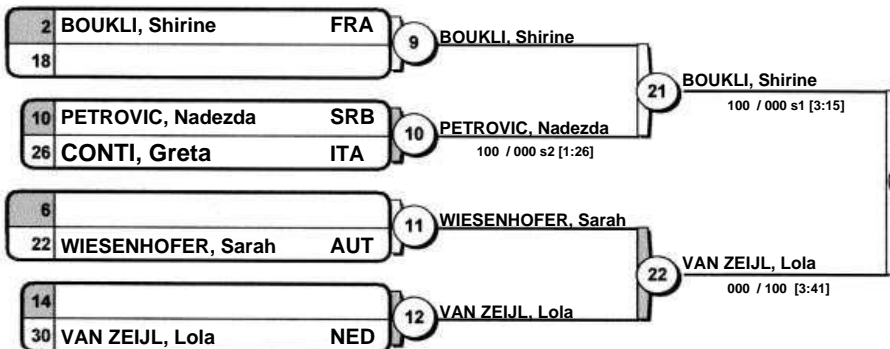 2 BOUKLI, Shirine FRA
18
9 BOUKLI, Shirine
10 PETROVIC, Nadezda SRB
26 CONTI, Greta ITA
10 PETROVIC, Nadezda
100 / 000 s2 [1:26]
21 BOUKLI, Shirine
100 / 000 s1 [3:15]
6
22 WIESENHOFER, Sarah AUT
11 WIESENHOFER, Sarah
14
30 VAN ZEIJL, Lola NED
12 VAN ZEIJL, Lola
22 VAN ZEIJL, Lola
000 / 100 [3:41]